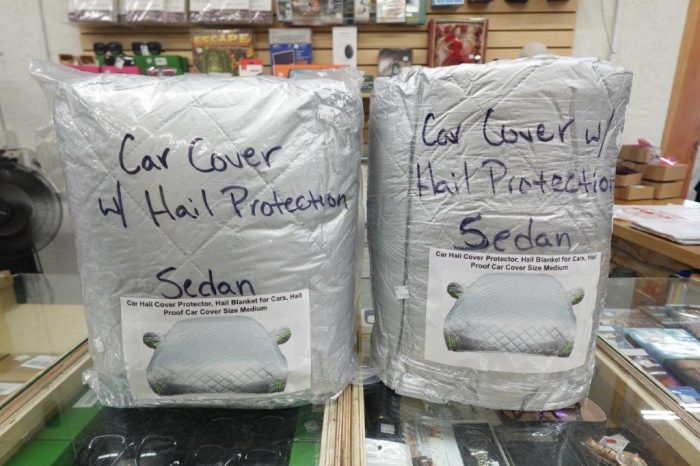 ESCAPE
Car Cover
w/ Hail Protection
Sedan
Car Hail Cover Protector, Hail Blanket for Cars, Hail
Proof Car Cover Size Medium
Car Cover w/
Hail Protection
Sedan
Car Hail Cover Protector, Hail Blanket for Cars, Hail
Proof Car Cover Size Medium